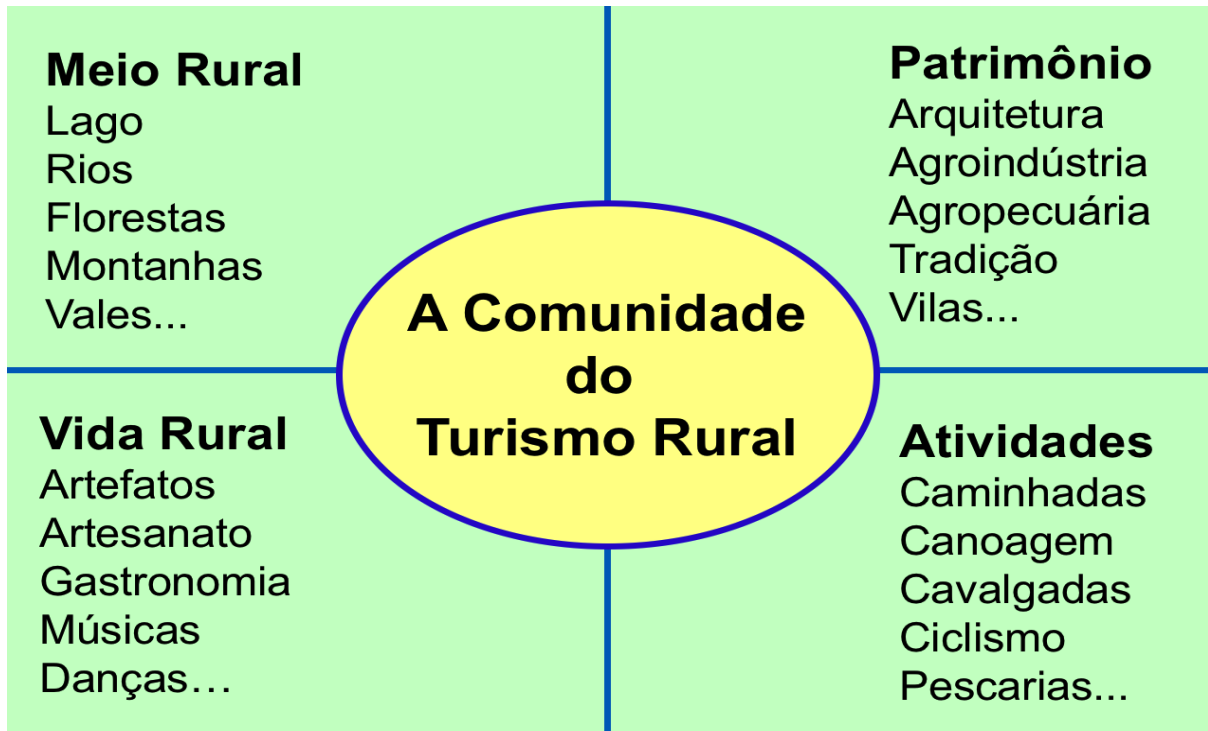 Meio Rural
Lago
Rios
Florestas
Montanhas
Vales...
Patrimônio
Arquitetura
Agroindústria
Agropecuária
Tradição
Vilas...
A Comunidade
do
Turismo Rural
Vida Rural
Artefatos
Artesanato
Gastronomia
Músicas
Danças…
Atividades
Caminhadas
Canoagem
Cavalgadas
Ciclismo
Pescarias...